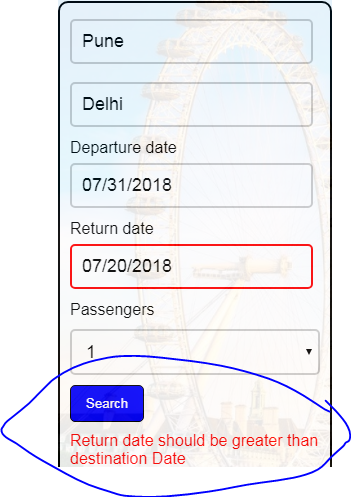 Pune
Delhi
Departure date
07/31/2018
Return date
07/20/2018
Passengers
1
Search
Return date should be greater than
destination Date